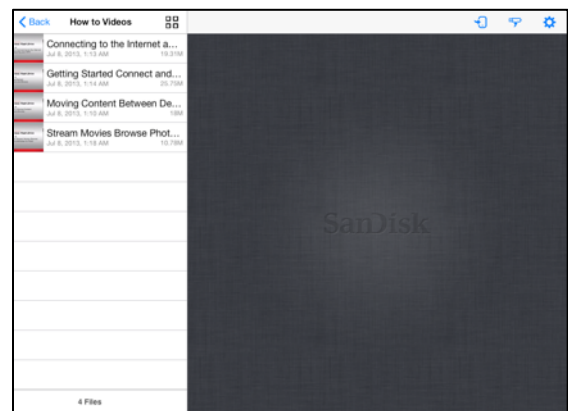 Back How to Videos
Connecting to the Internet a...
Jul 8, 2013, 1:13 AM 19.31M
Getting Started Connect and...
Jul 8, 2013, 1:14 AM 25.75M
Moving Content Between De...
Jul 8, 2013, 1:10 AM 18M
Stream Movies Browse Phot...
Jul 8, 2013, 1:18 AM 19.78M
SanDisk
4 Files